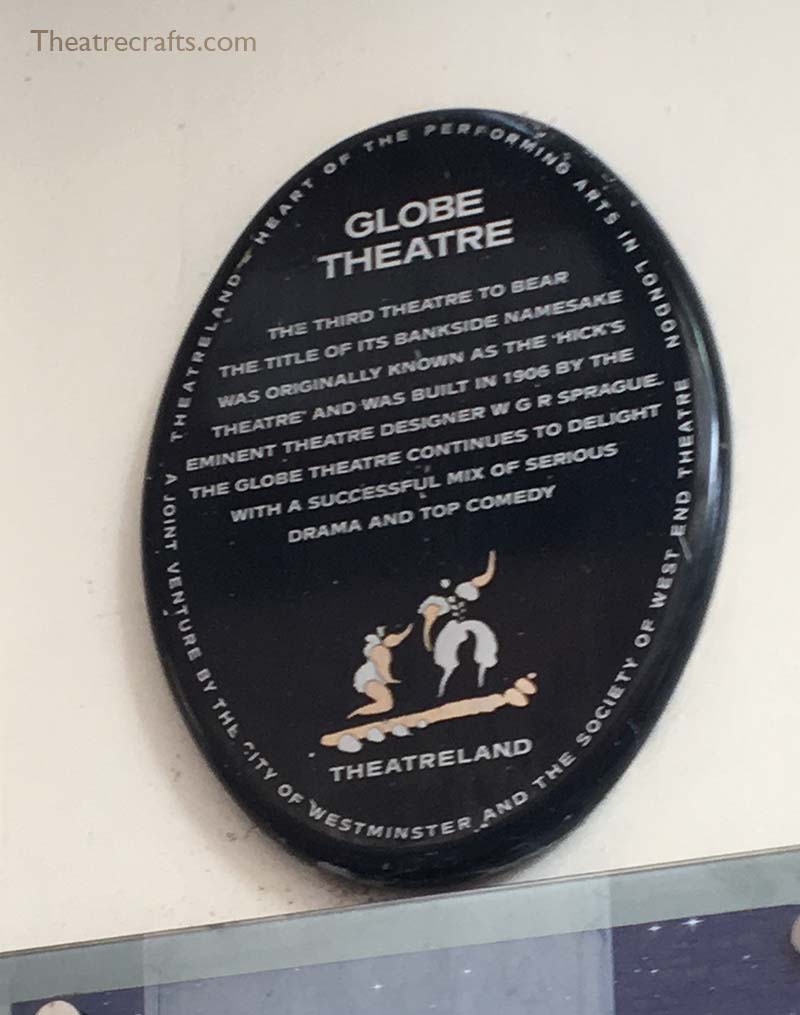 Theatrecrafts.com
THEATRELAND HEART OF THE PERFORMING ARTS IN LONDON
GLOBE
THEATRE
THE THIRD THEATRE TO BEAR
THE TITLE OF ITS BANKSIDE NAMESAKE
WAS ORIGINALLY KNOWN AS THE 'HICK'S
THEATRE' AND WAS BUILT IN 1906 BY THE
EMINENT THEATRE DESIGNER W G R SPRAGUE.
THE GLOBE THEATRE CONTINUES TO DELIGHT
WITH A SUCCESSFUL MIX OF SERIOUS
DRAMA AND TOP COMEDY
THEATRELAND
A JOINT VENTURE BY THE CITY OF WESTMINSTER AND THE SOCIETY OF WEST END THEATRE